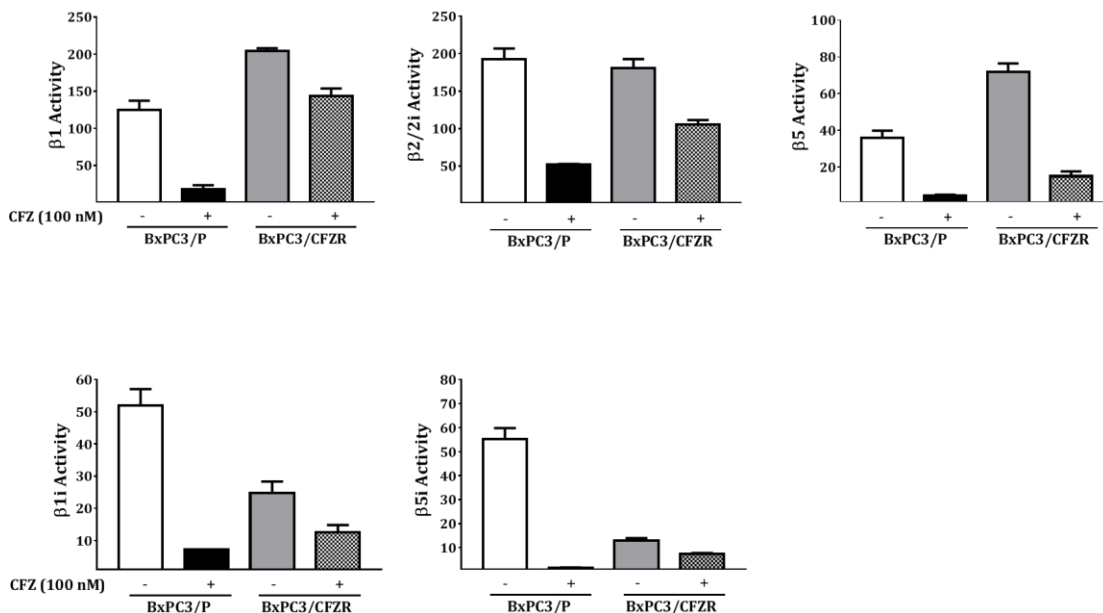 β1 Activity
250
200
150
100
50
CFZ (100 nM)
-
+
-
+
BxPC3/P
BxPC3/CFZR
β2/2i Activity
250
200
150
100
50
-
+
-
+
BxPC3/P
BxPC3/CFZR
β5 Activity
100
80
60
40
20
-
+
-
+
BxPC3/P
BxPC3/CFZR
β1i Activity
60
50
40
30
20
10
CFZ (100 nM)
-
+
-
+
BxPC3/P
BxPC3/CFZR
β5i Activity
80
70
60
50
40
30
20
10
-
+
-
+
BxPC3/P
BxPC3/CFZR